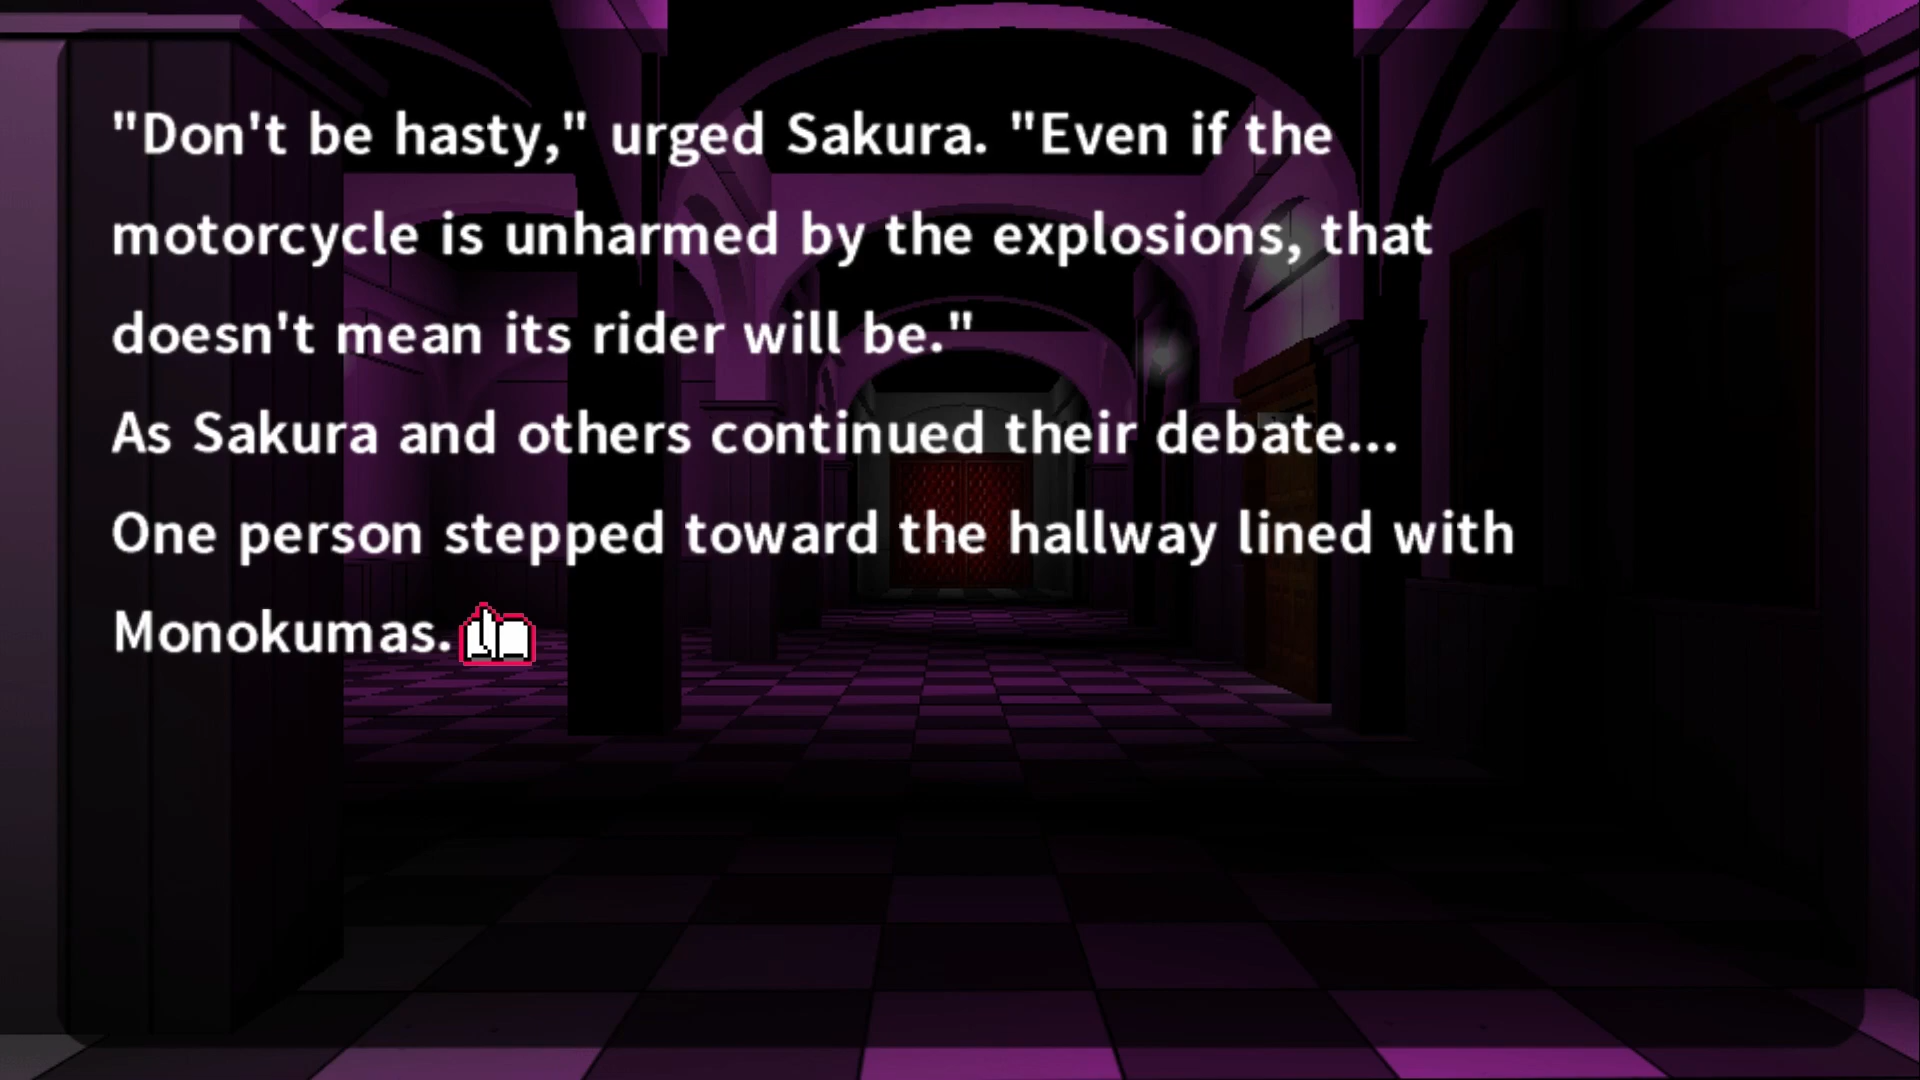 "Don't be hasty," urged Sakura. "Even if the
motorcycle is unharmed by the explosions, that
doesn't mean its rider will be."
As Sakura and others continued their debate...
One person stepped toward the hallway lined with
Monokumas.